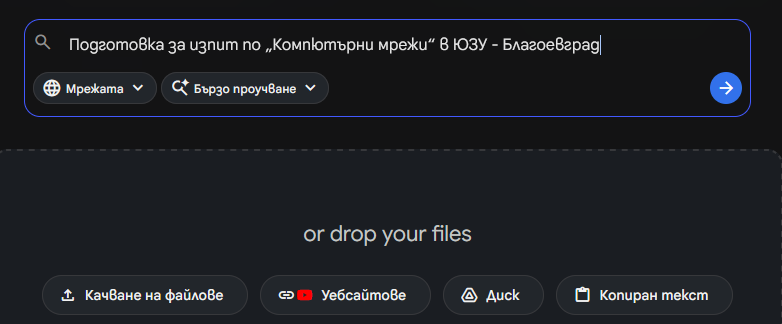 Подготовка за изпит по „Компютърни мрежи“ в ЮЗУ - Благоевград
Мрежата Бързо проучване
or drop your files
Качване на файлове Уебсайтове Диск Копиран текст